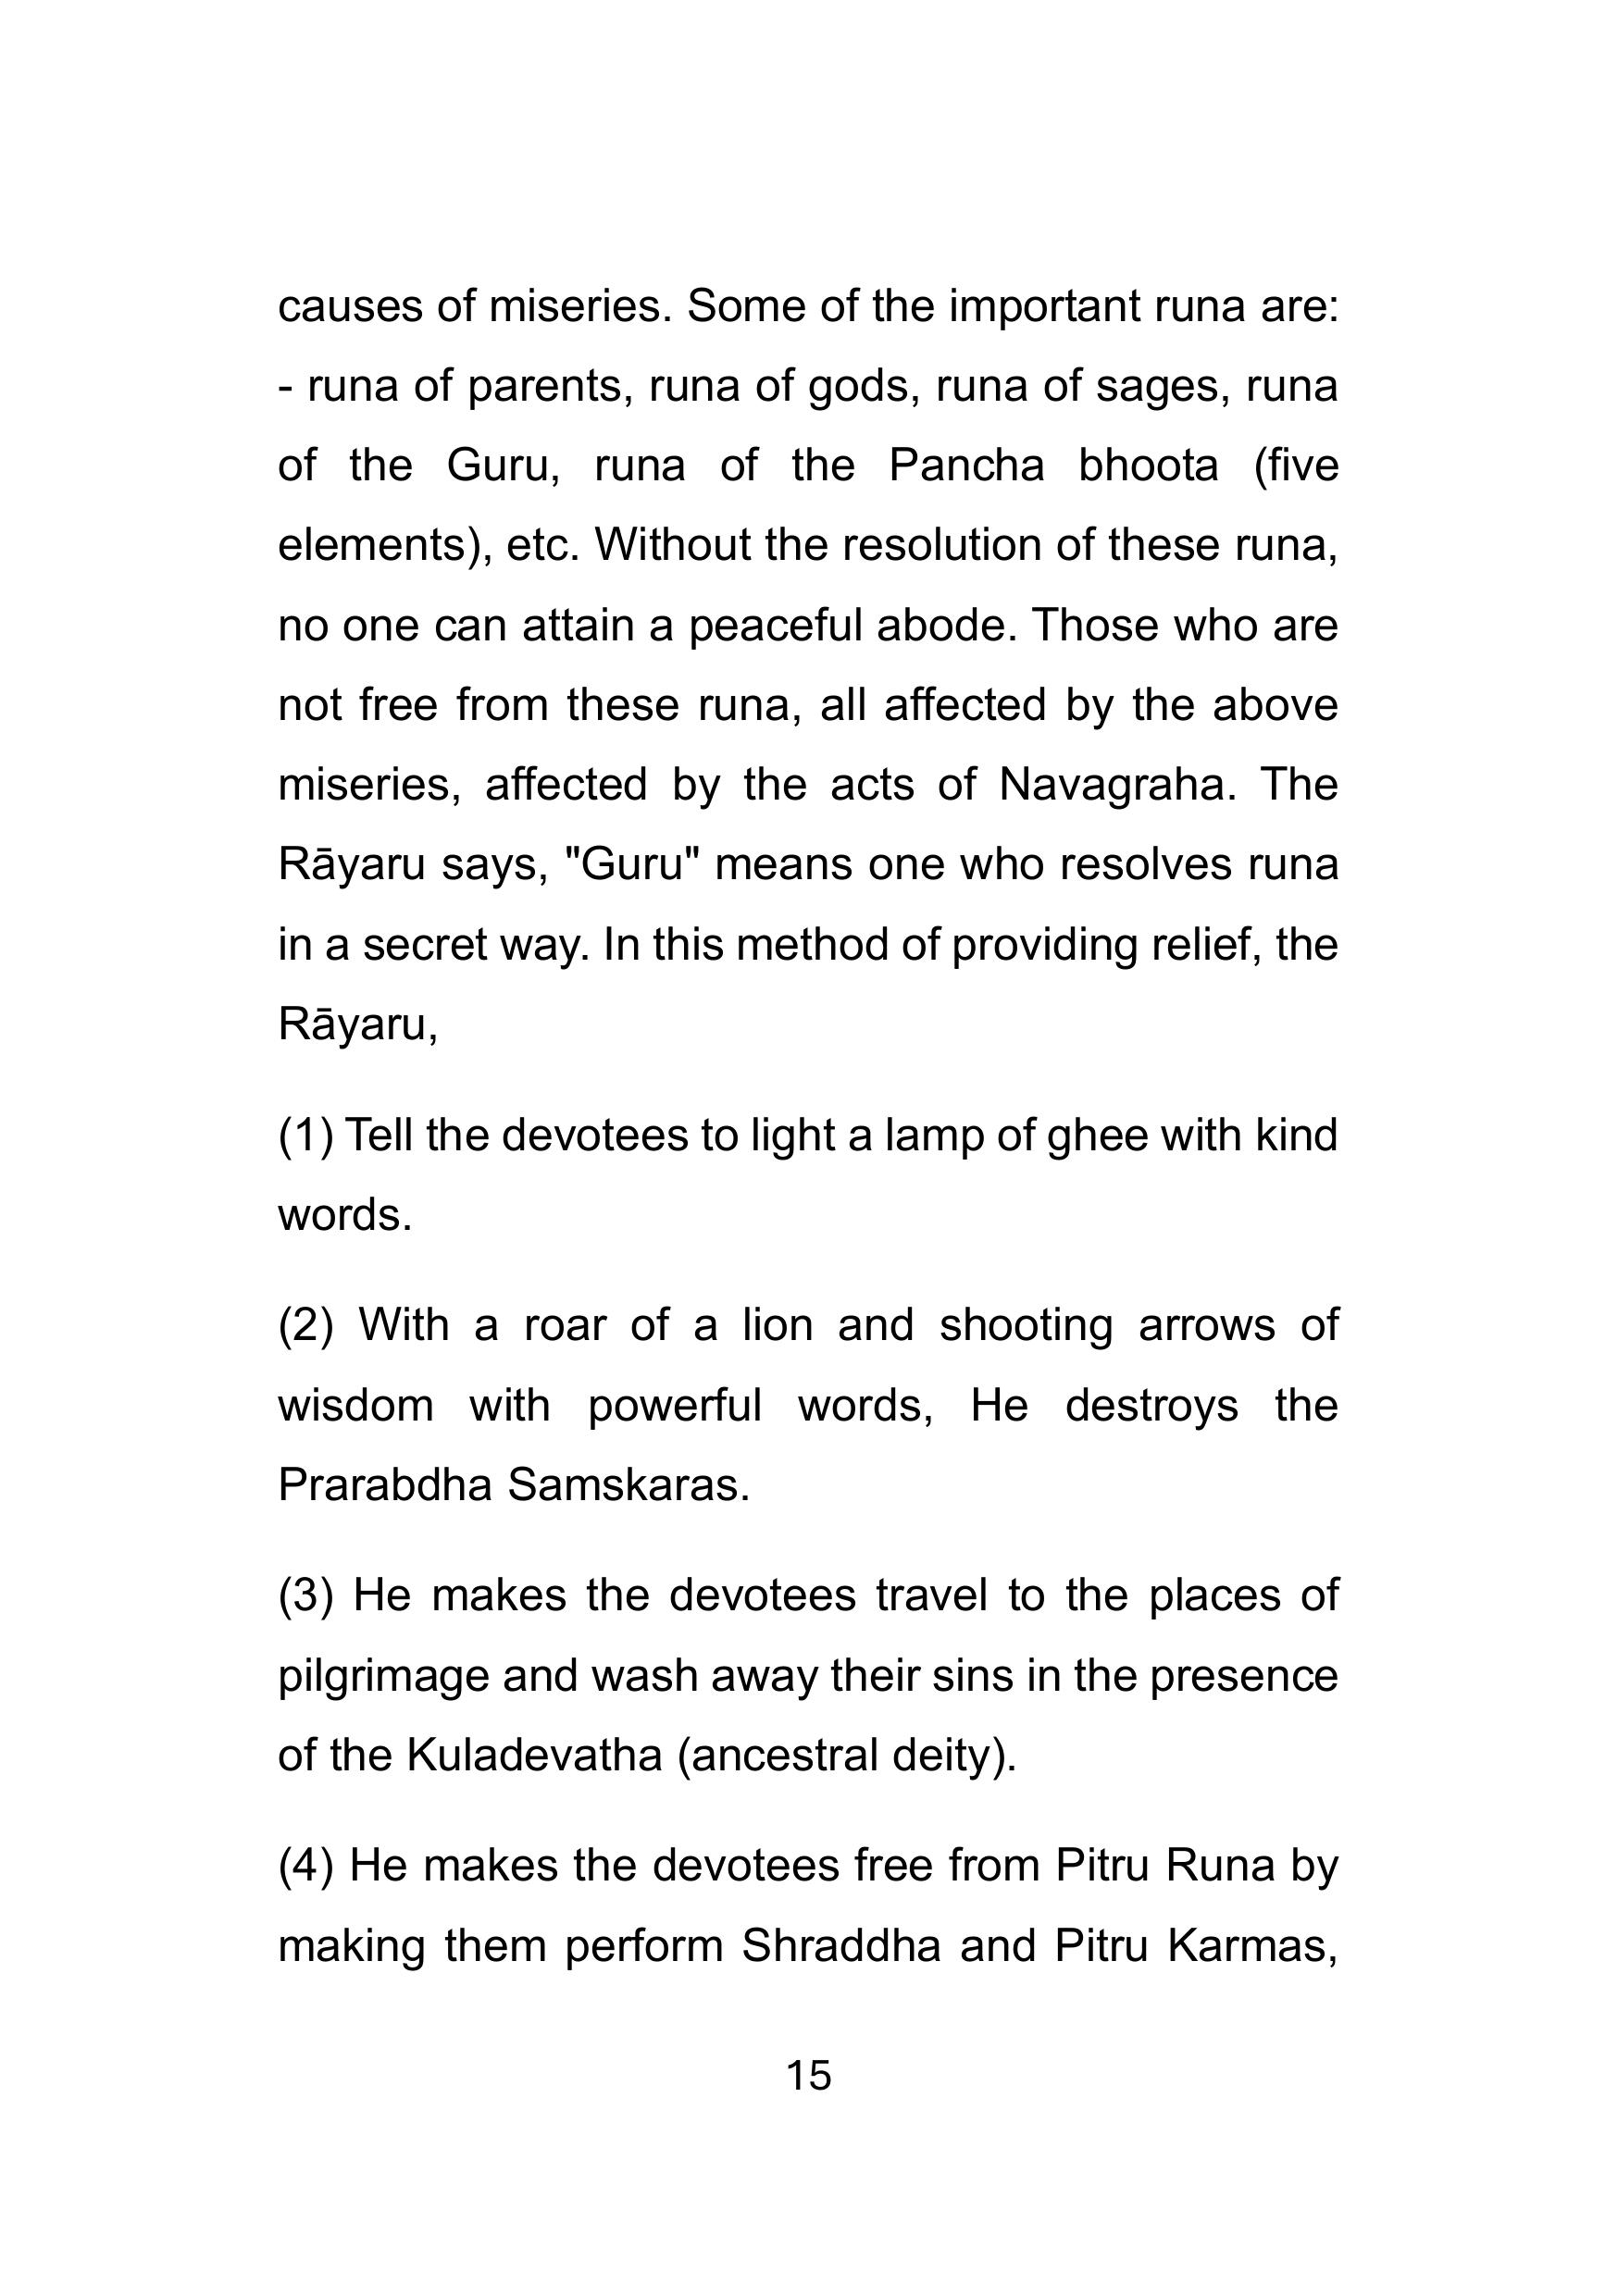 causes of miseries. Some of the important runa are:
- runa of parents, runa of gods, runa of sages, runa
of the Guru, runa of the Pancha bhoota (five
elements), etc. Without the resolution of these runa,
no one can attain a peaceful abode. Those who are
not free from these runa, all affected by the above
miseries, affected by the acts of Navagraha. The
Rāyaru says, "Guru" means one who resolves runa
in a secret way. In this method of providing relief, the
Rāyaru,
(1) Tell the devotees to light a lamp of ghee with kind
words.
(2) With a roar of a lion and shooting arrows of
wisdom with powerful words, He destroys the
Prarabdha Samskaras.
(3) He makes the devotees travel to the places of
pilgrimage and wash away their sins in the presence
of the Kuladevatha (ancestral deity).
(4) He makes the devotees free from Pitru Runa by
making them perform Shraddha and Pitru Karmas,
15